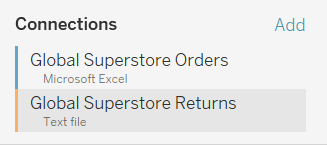 Connections Add
Global Superstore Orders
Microsoft Excel
Global Superstore Returns
Text file